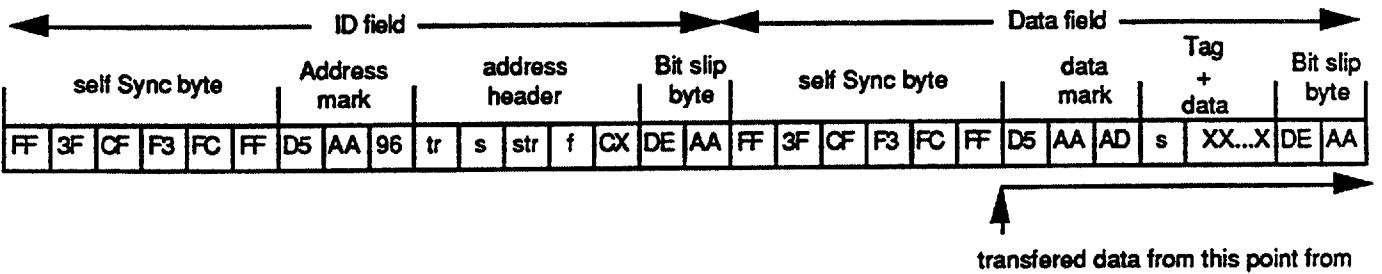 ID field Data field
self Sync byte Address mark address header Bit slip byte self Sync byte data mark Tag + data Bit slip byte
FF 3F CF F3 FC FF D5 AA 96 tr s str f CX DE AA FF 3F CF F3 FC FF D5 AA AD s XX...X DE AA
transfered data from this point from